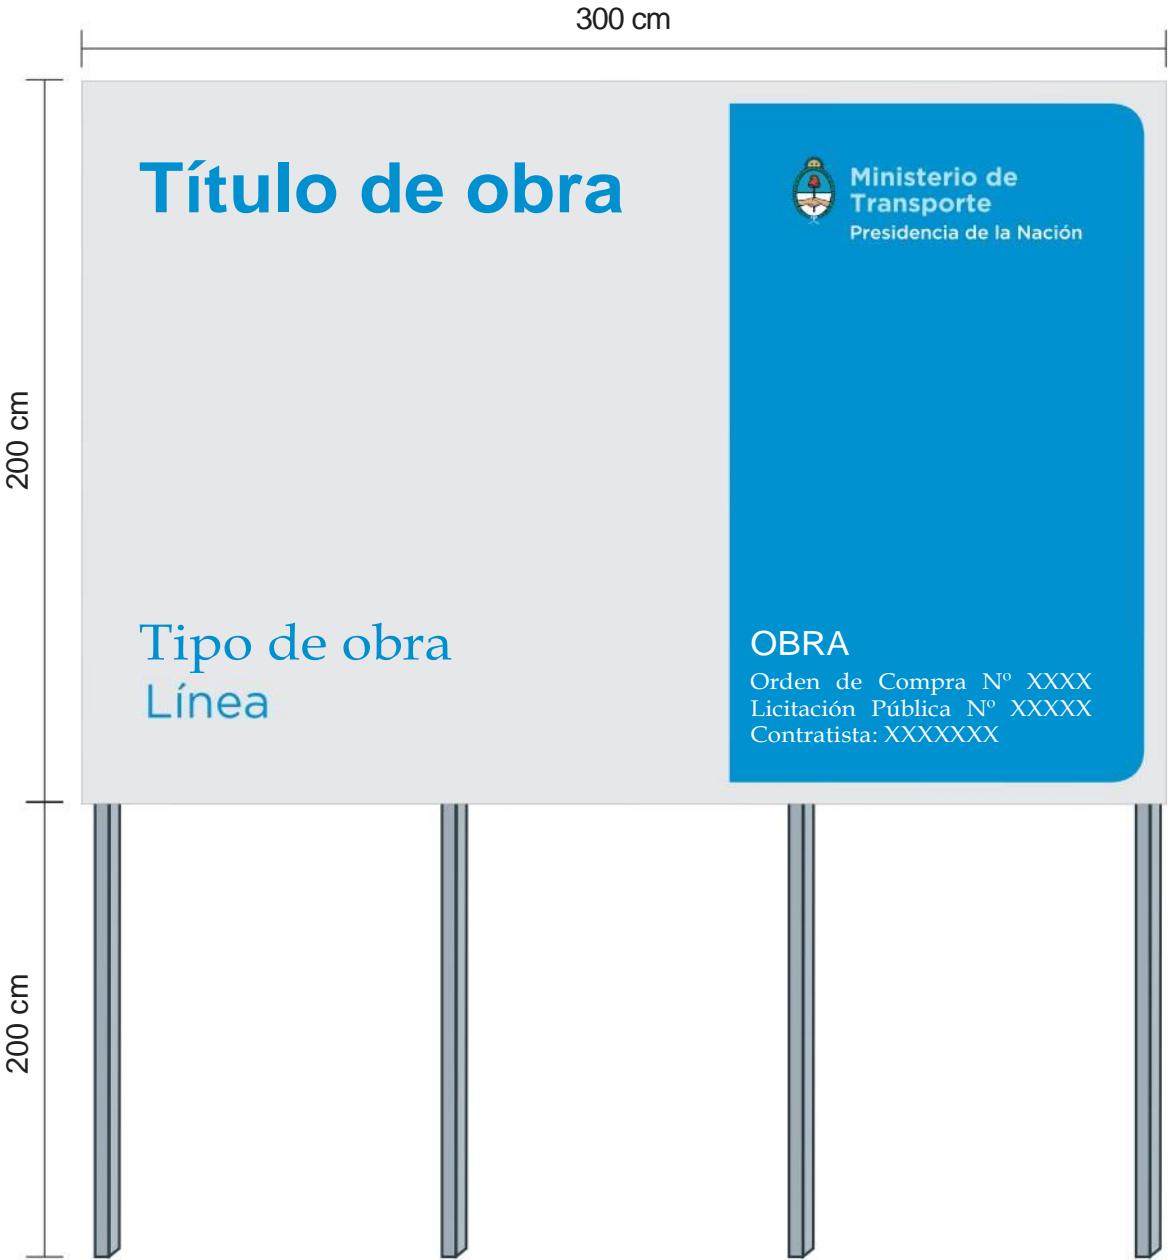 300 cm
200 cm
Título de obra
Ministerio de
Transporte
Presidencia de la Nación
Tipo de obra
Línea
OBRA
Orden de Compra Nº XXXX
Licitación Pública Nº XXXXX
Contratista: XXXXXXX
200 cm